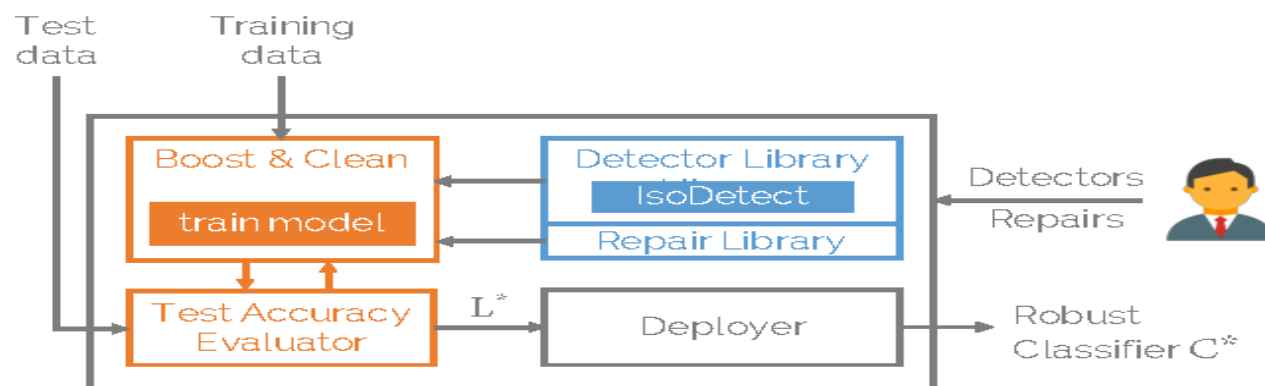 Test
data
Training
data
Boost & Clean
train model
Detector Library
IsoDetect
Repair Library
Detectors
Repairs
Test Accuracy
Evaluator
L*
Deployer
Robust
Classifier C*